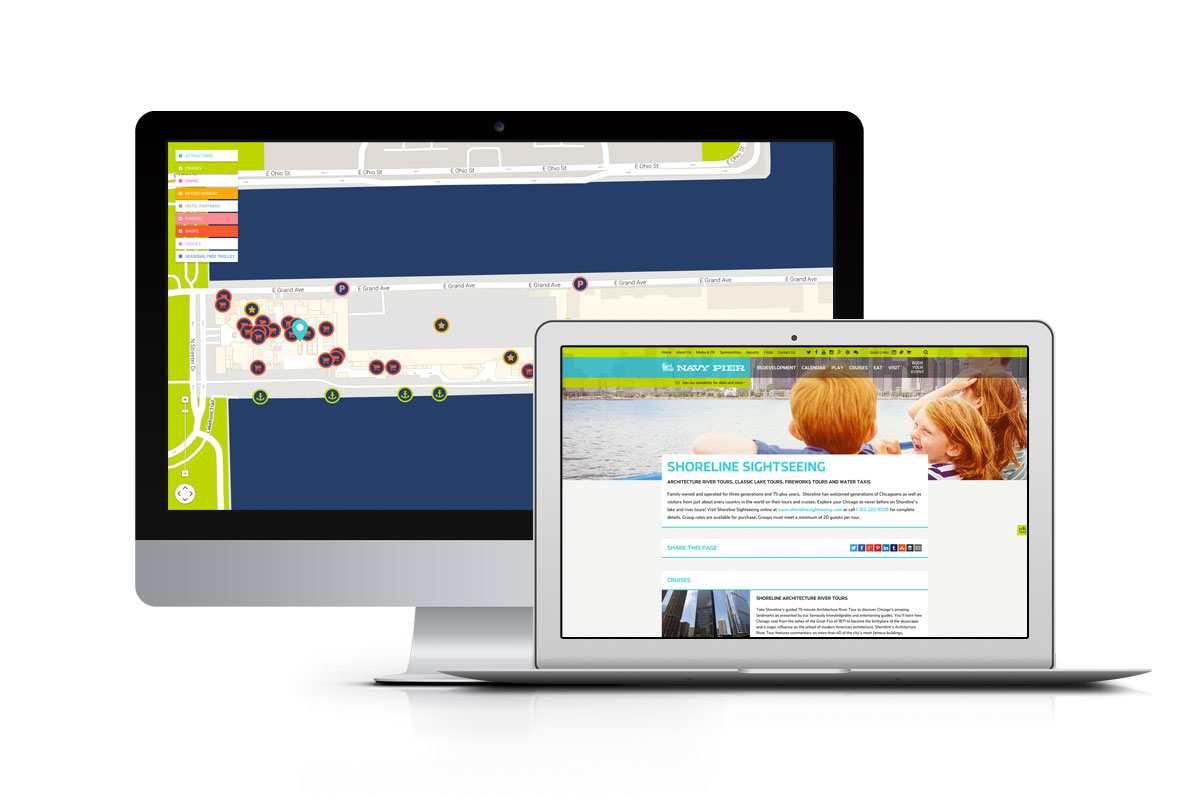 ATTRACTIONS
CRUISES
DINING
ENTERTAINMENT
HOTEL PARTNERS
PARKING
SHOPS
VENUES
SEASONAL FREE TROLLEY
E Ohio St
E Ohio St
E Ohio St
E Ohio St
E Ohio St
E Ohio St
E Grand Ave
E Grand Ave
E Grand Ave
E Grand Ave
E Grand Ave
E Grand Ave
P
P
N Streeter Dr
Lakefront Trail
Home About Us Media & PR Sponsorships Security FAQs Contact Us Quick Links
NAVY PIER
REDEVELOPMENT CALENDAR PLAY CRUISES EAT VISIT BOOK YOUR EVENT
Join our newsletter for deals and more
SHORELINE SIGHTSEEING
ARCHITECTURE RIVER TOURS, CLASSIC LAKE TOURS, FIREWORKS TOURS AND WATER TAXIS
Family-owned and operated for three generations and 75-plus years, Shoreline has welcomed generations of Chicagoans as well as
visitors from just about every country in the world on their tours and cruises. Explore your Chicago as never before on Shoreline's
lake and river tours! Visit Shoreline Sightseeing online at www.shorelinesightseeing.com or call 1-312-222-9328 for complete
details. Group rates are available for purchase. Groups must meet a minimum of 20 guests per tour.
SHARE THIS PAGE
CRUISES
SHORELINE ARCHITECTURE RIVER TOURS
Take Shoreline's guided 75-minute Architecture River Tour to discover Chicago's amazing
landmarks as presented by our famously knowledgeable and entertaining guides. You'll learn how
Chicago rose from the ashes of the Great Fire of 1871 to become the birthplace of the skyscraper
and a major influence on the school of modern American architecture. Shoreline's Architecture
River Tour features commentary on more than 40 of the city's most famous buildings,